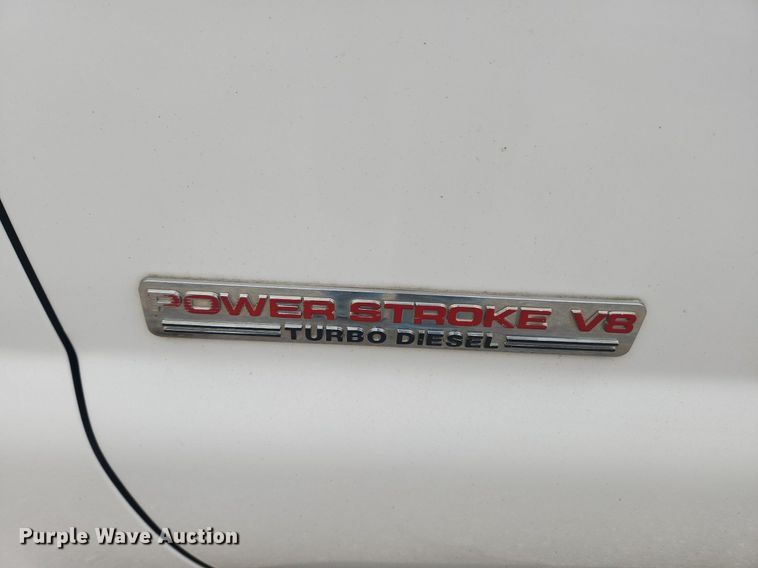 POWER STROKE V8
TURBO DIESEL
Purple Wave Auction